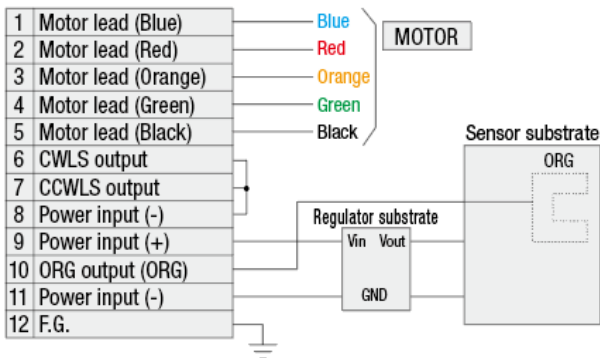 1 Motor lead (Blue)
2 Motor lead (Red)
3 Motor lead (Orange)
4 Motor lead (Green)
5 Motor lead (Black)
6 CWLS output
7 CCWLS output
8 Power input (-)
9 Power input (+)
10 ORG output (ORG)
11 Power input (-)
12 F.G.
Blue
Red
Orange
Green
Black
MOTOR
Regulator substrate
Vin Vout
GND
Sensor substrate
ORG